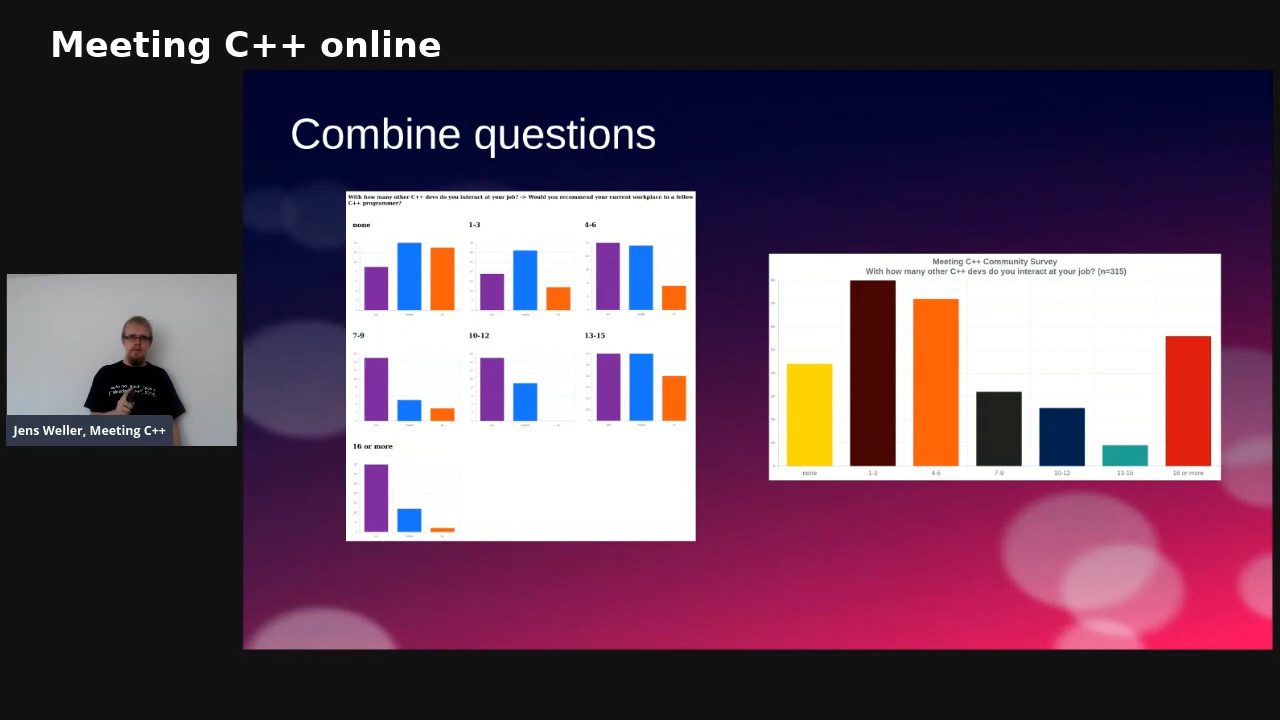 Meeting C++ online
Combine questions
With how many other C++ devs do you interact at your job? -> Would you recommend your current workplace to a fellow
C++ programmer?
none
1-3
4-6
7-9
10-12
13-15
16 or more
Meeting C++ Community Survey
With how many other C++ devs do you interact at your job? (n=315)
none
1-3
4-6
7-9
10-12
13-15
16 or more
Jens Weller, Meeting C++